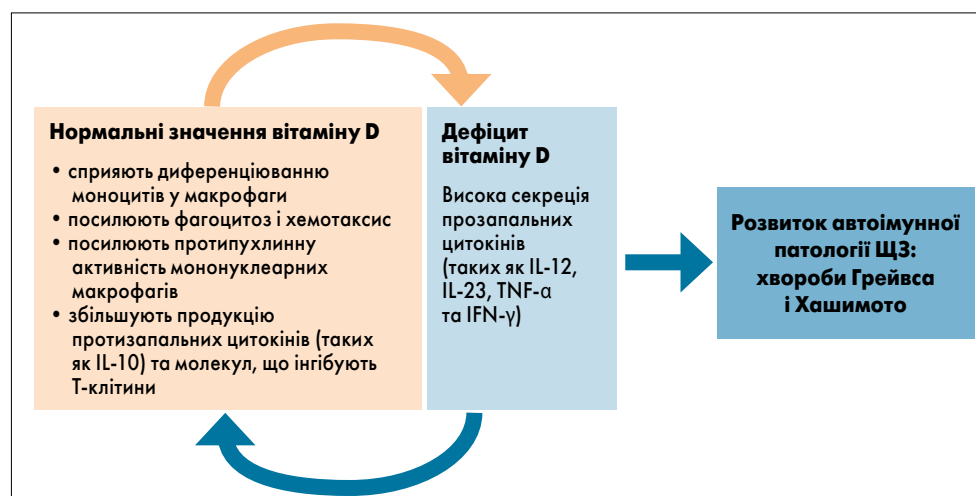 Нормальні значення вітаміну D
• сприяють диференціюванню
моноцитів у макрофаги
• посилюють фагоцитоз і хемотаксис
• посилюють протипухлинну
активність мононуклеарних
макрофагів
• збільшують продукцію
протизапальних цитокінів (таких
як IL-10) та молекул, що інгібують
Т-клітини
Дефіцит
вітаміну D
Висока секреція
прозапальних
цитокінів
(таких як IL-12,
IL-23, TNF-α
та IFN-γ)
Розвиток автоімунної
патології ЩЗ:
хвороби Грейвса
і Хашимото